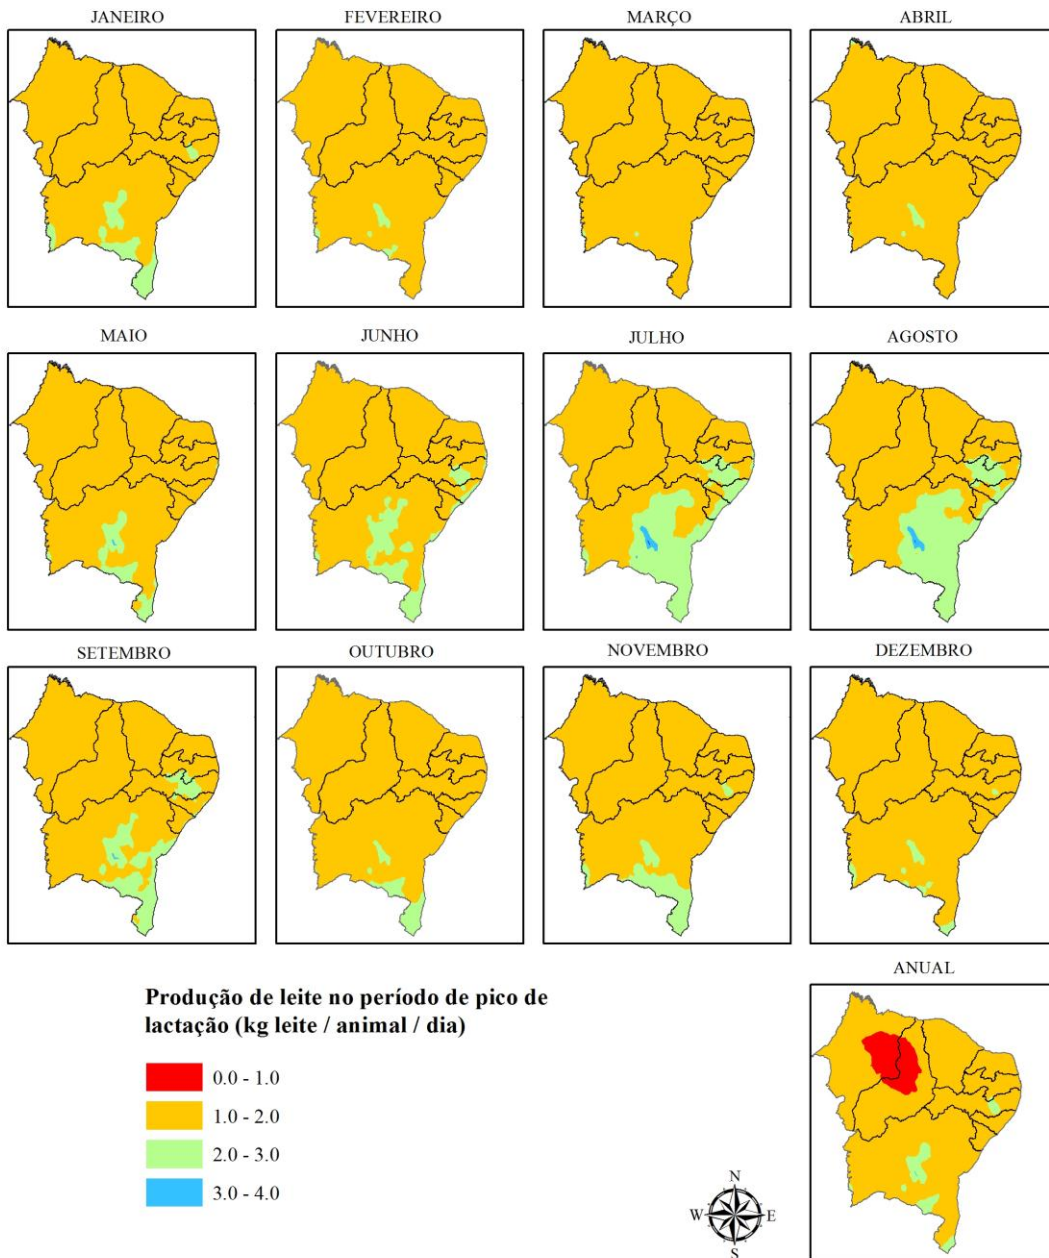 JANEIRO
FEVEREIRO
MARÇO
ABRIL
MAIO
JUNHO
JULHO
AGOSTO
SETEMBRO
OUTUBRO
NOVEMBRO
DEZEMBRO
ANUAL
Produção de leite no período de pico de
lactação (kg leite / animal / dia)
0.0 - 1.0
1.0 - 2.0
2.0 - 3.0
3.0 - 4.0
N
W
E
S